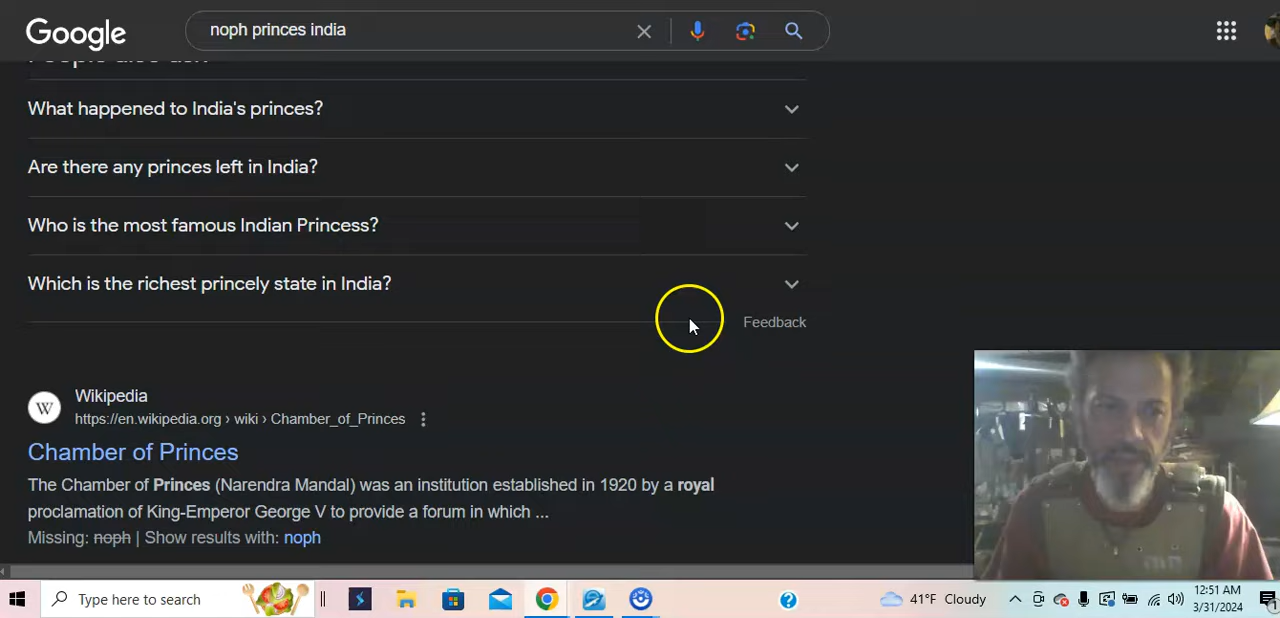 Google
noph princes india
People also ask
What happened to India's princes?
Are there any princes left in India?
Who is the most famous Indian Princess?
Which is the richest princely state in India?
Feedback
W
Wikipedia
https://en.wikipedia.org › wiki › Chamber_of_Princes
Chamber of Princes
The Chamber of Princes (Narendra Mandal) was an institution established in 1920 by a royal
proclamation of King-Emperor George V to provide a forum in which ...
Missing: noph | Show results with: noph
Type here to search
41°F Cloudy
12:51 AM
3/31/2024